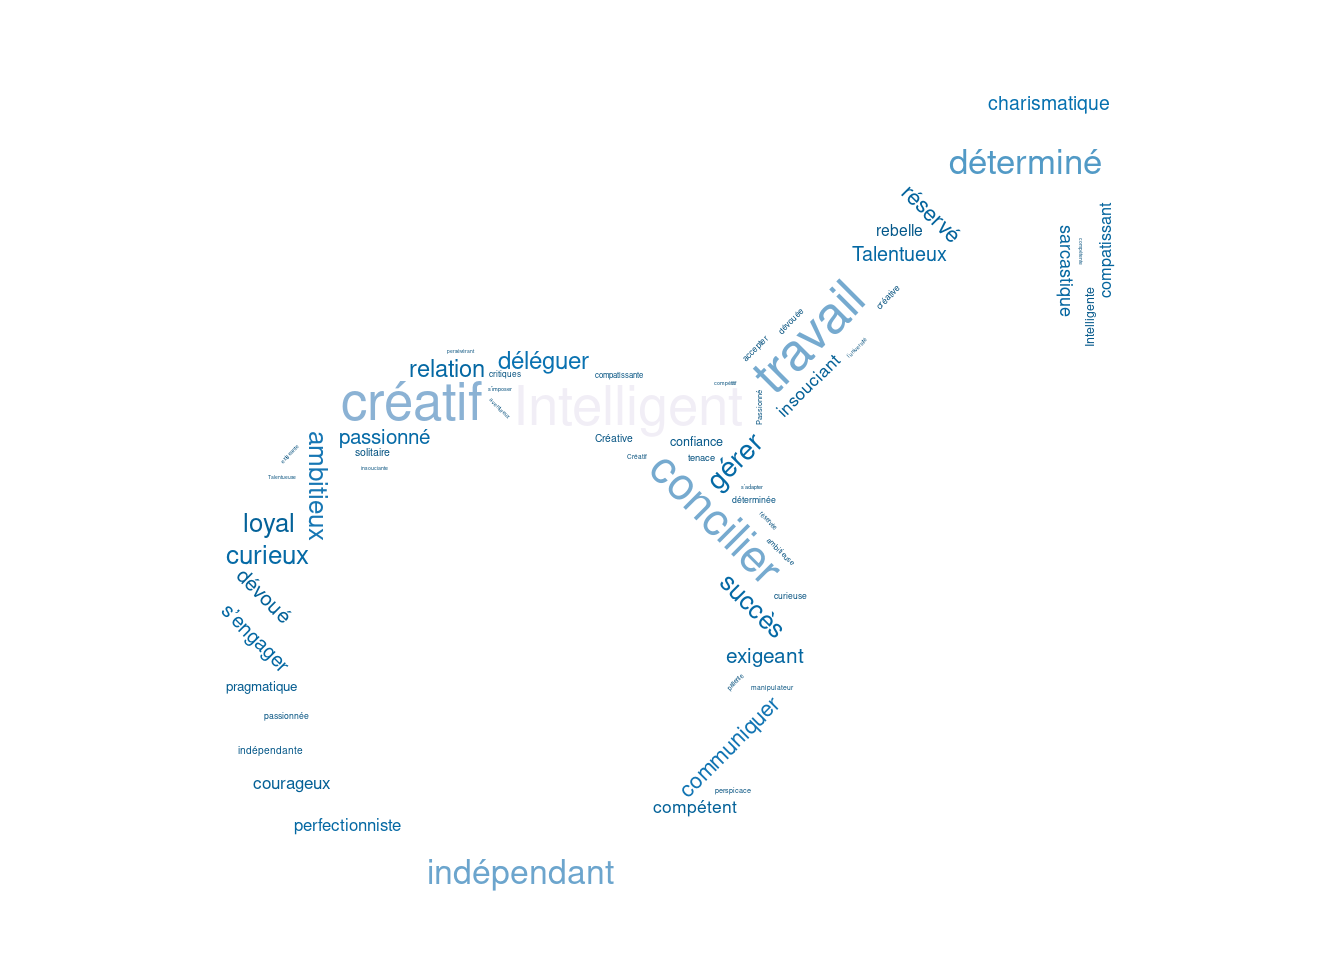 charismatique
déterminé
réservé
rebelle
Talentueux
sarcastique
compétente
compatissant
Intelligente
travail
créative
dévouée
accepter
insouciant
persévérant
relation
déléguer
critiques
compatissante
compétitif
créatif
s'imposer
Intelligent
Passionné
ambitieux
passionné
solitaire
insouciante
Créative
confiance
Créatif
tenace
gérer
Talentueuse
concilier
s'adapter
déterminée
réservée
ambitieuse
loyal
curieux
dévoué
succès
curieuse
s'engager
exigeant
pragmatique
patiente
manipulateur
passionnée
communiquer
indépendante
courageux
perspicace
compétent
perfectionniste
indépendant